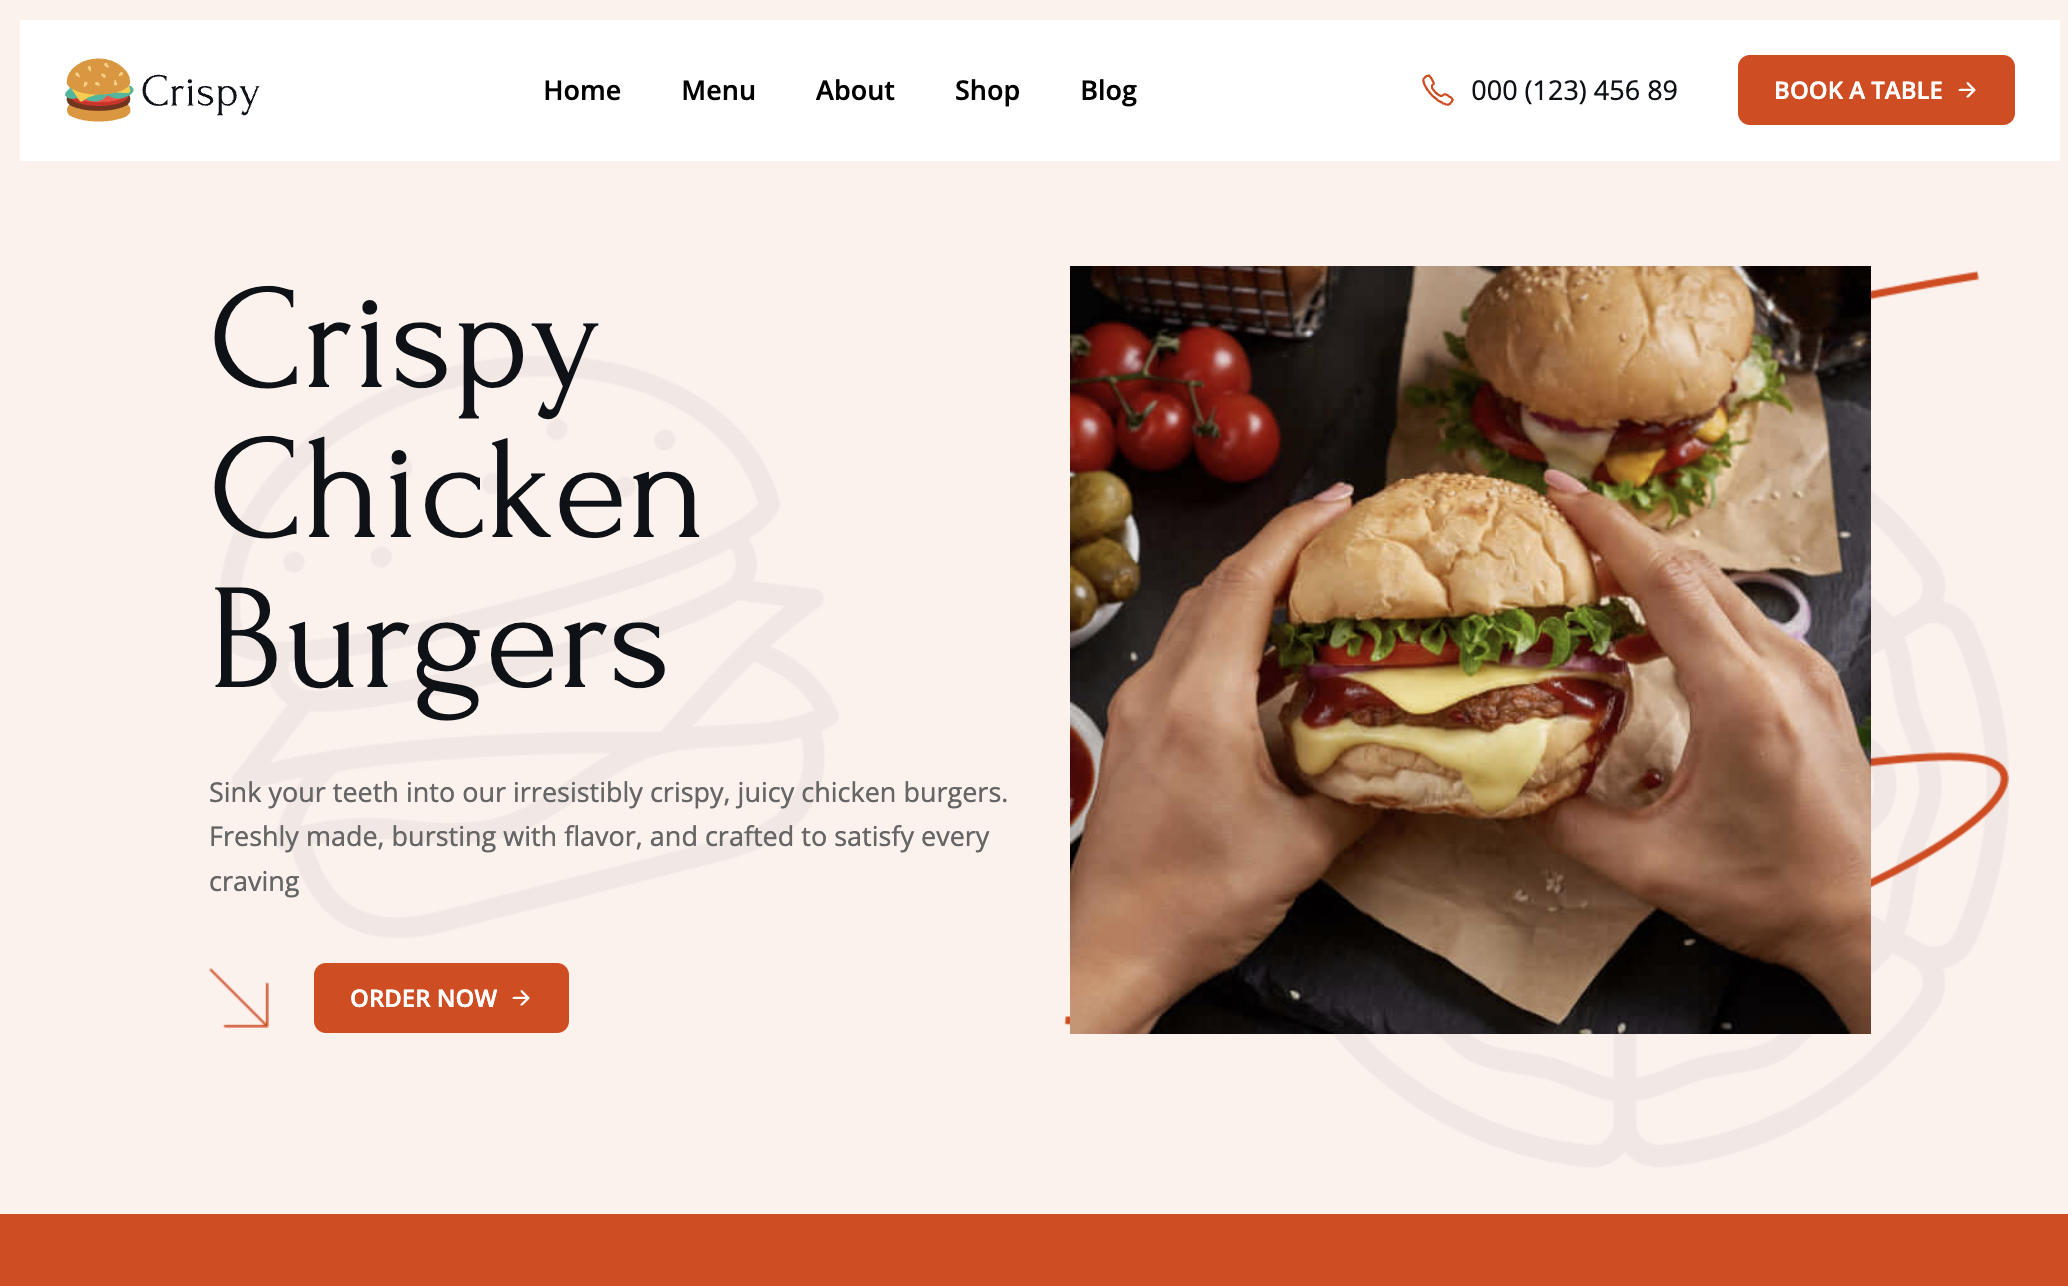 Crispy
Home Menu About Shop Blog
000 (123) 456 89
BOOK A TABLE
Crispy
Chicken
Burgers
Sink your teeth into our irresistibly crispy, juicy chicken burgers.
Freshly made, bursting with flavor, and crafted to satisfy every
craving
ORDER NOW